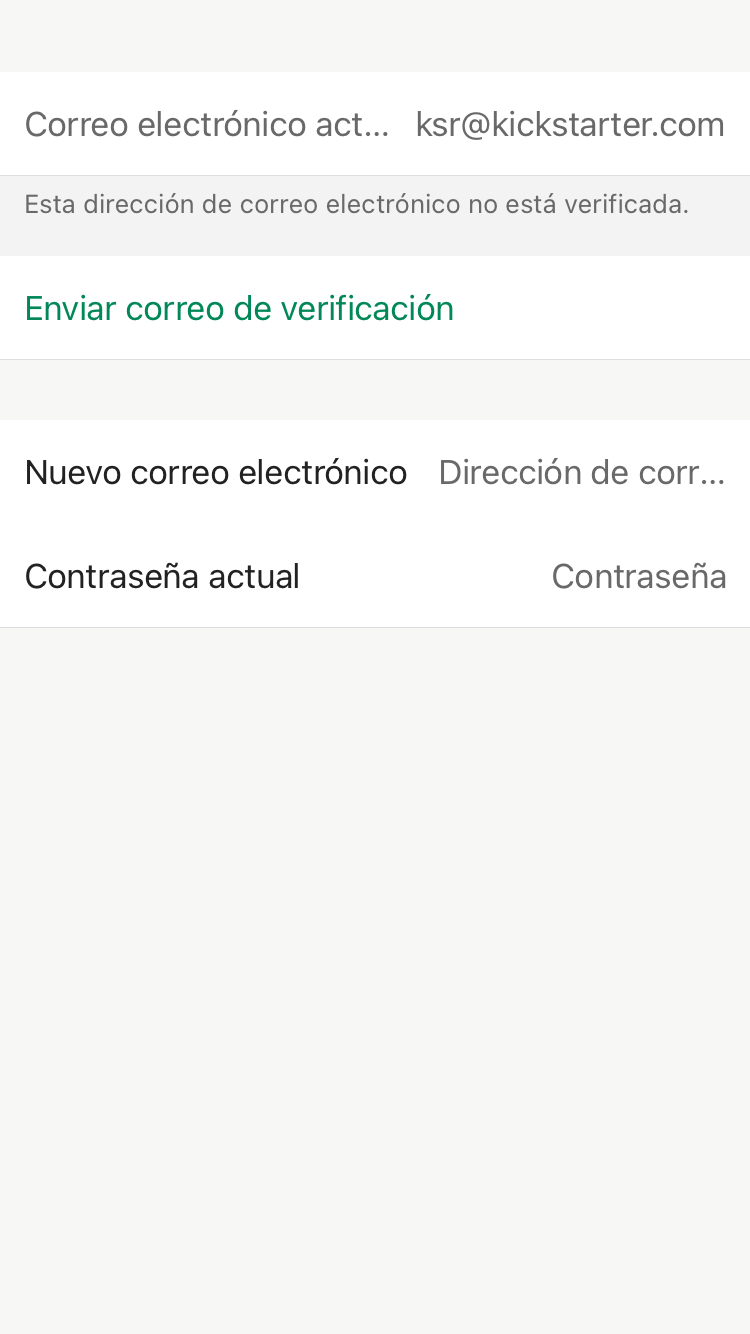 Correo electrónico act... ksr@kickstarter.com
Esta dirección de correo electrónico no está verificada.
Enviar correo de verificación
Nuevo correo electrónico Dirección de corr...
Contraseña actual Contraseña